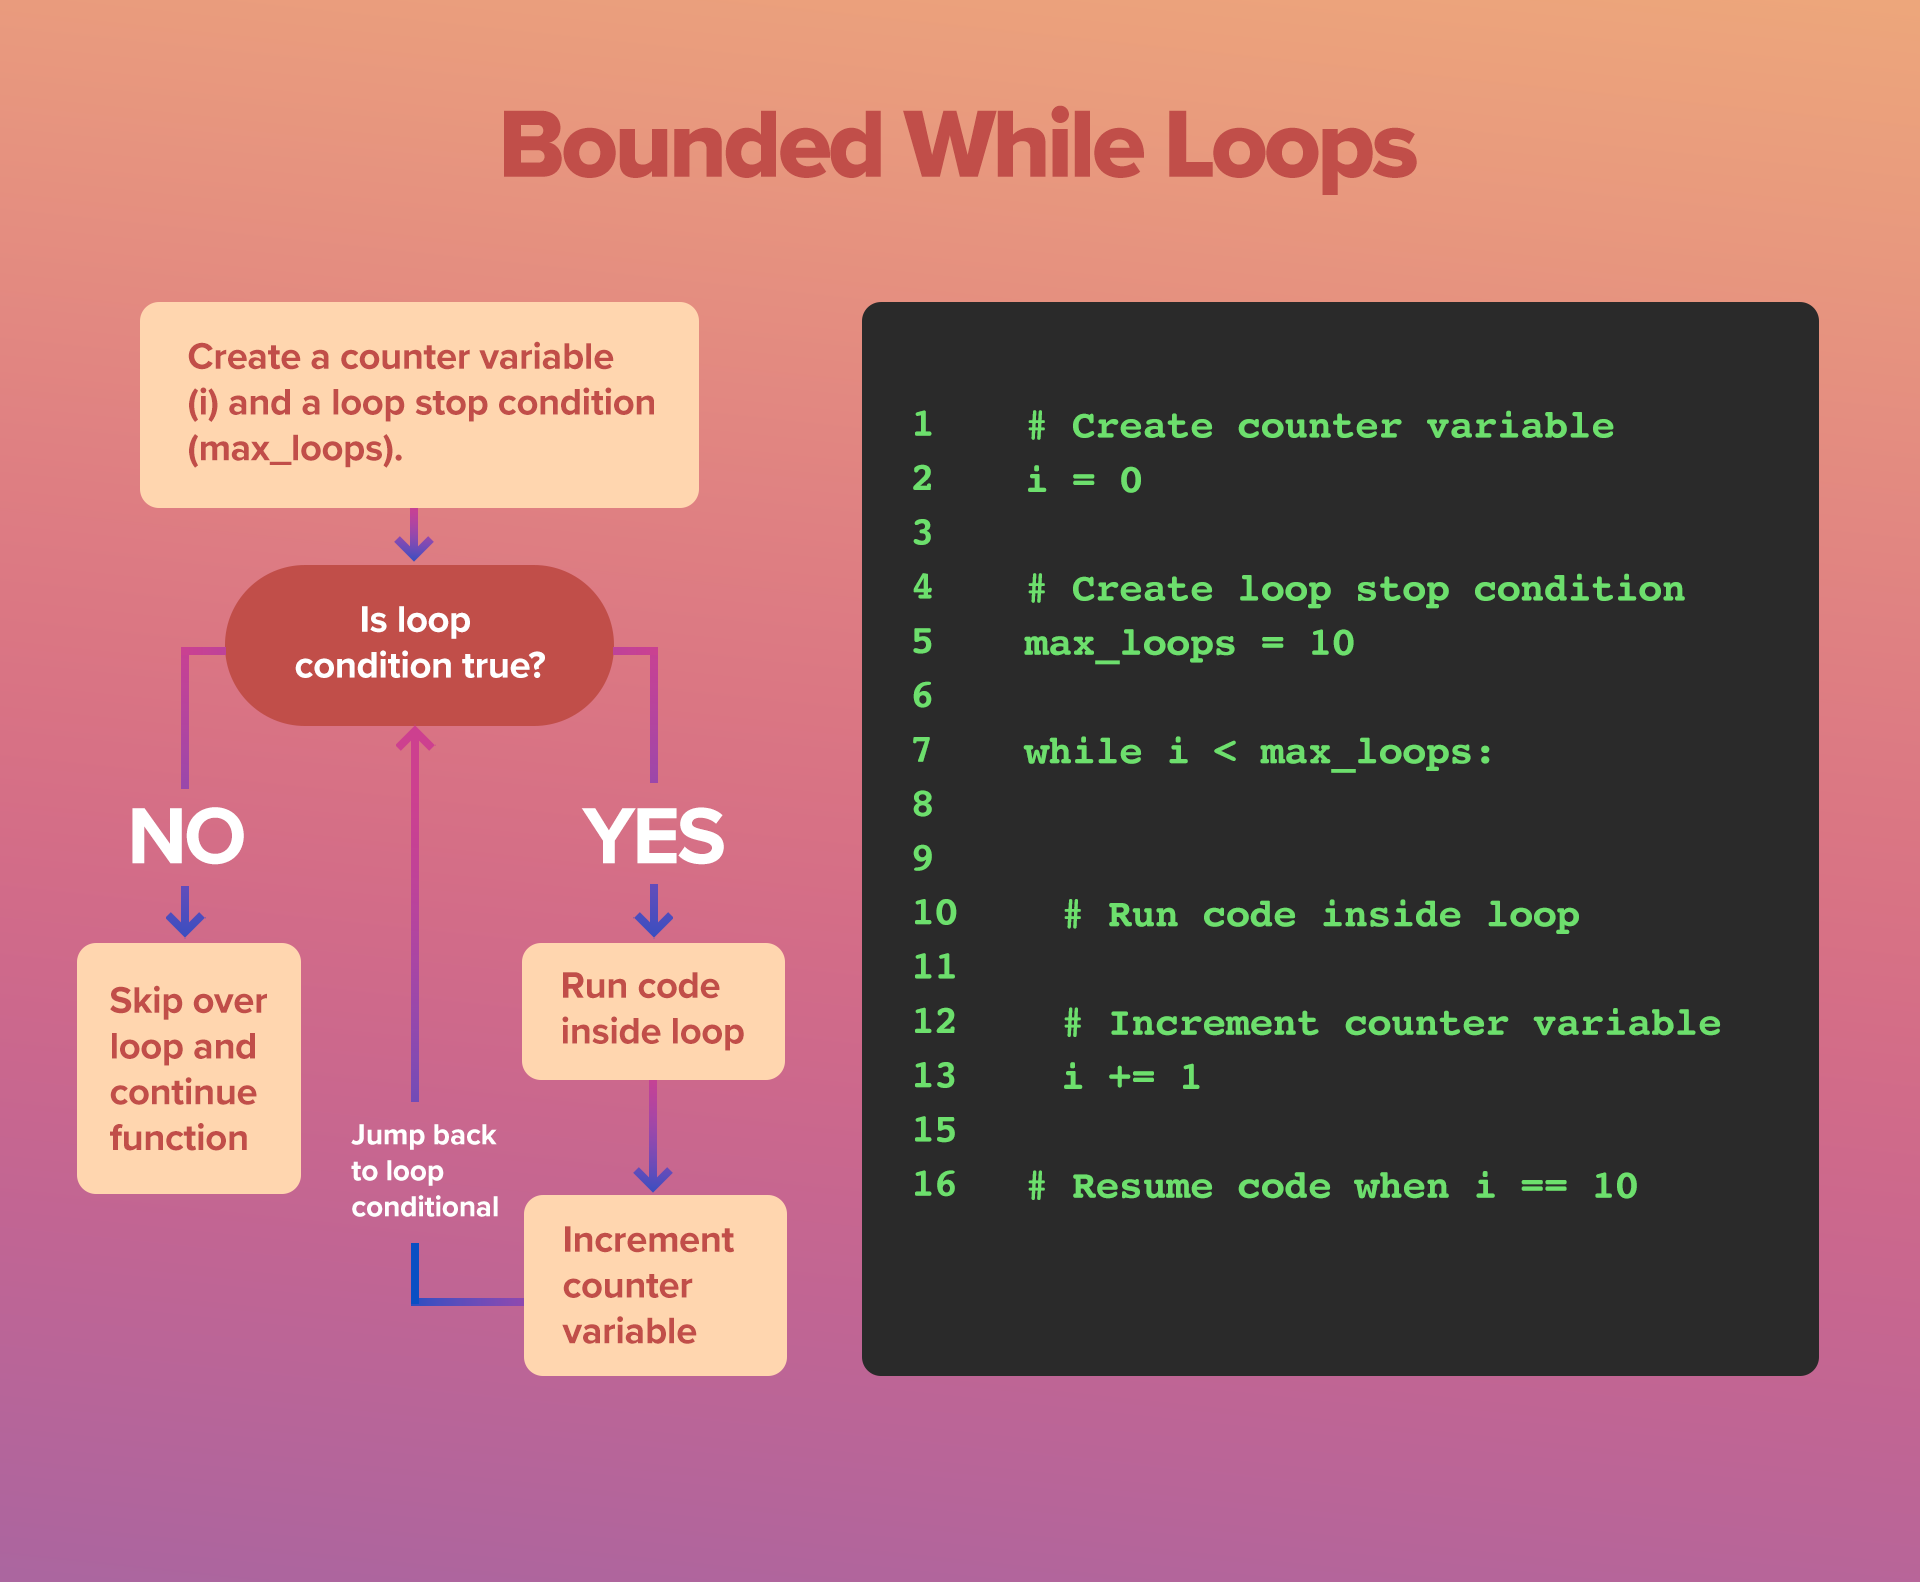 Bounded While Loops
Create a counter variable
(i) and a loop stop condition
(max_loops).
Is loop
condition true?
NO
YES
Skip over
loop and
continue
function
Run code
inside loop
Jump back
to loop
conditional
Increment
counter
variable
1 # Create counter variable
2 i = 0
3
4 # Create loop stop condition
5 max_loops = 10
6
7 while i < max_loops:
8
9
10 # Run code inside loop
11
12 # Increment counter variable
13 i += 1
15
16 # Resume code when i == 10